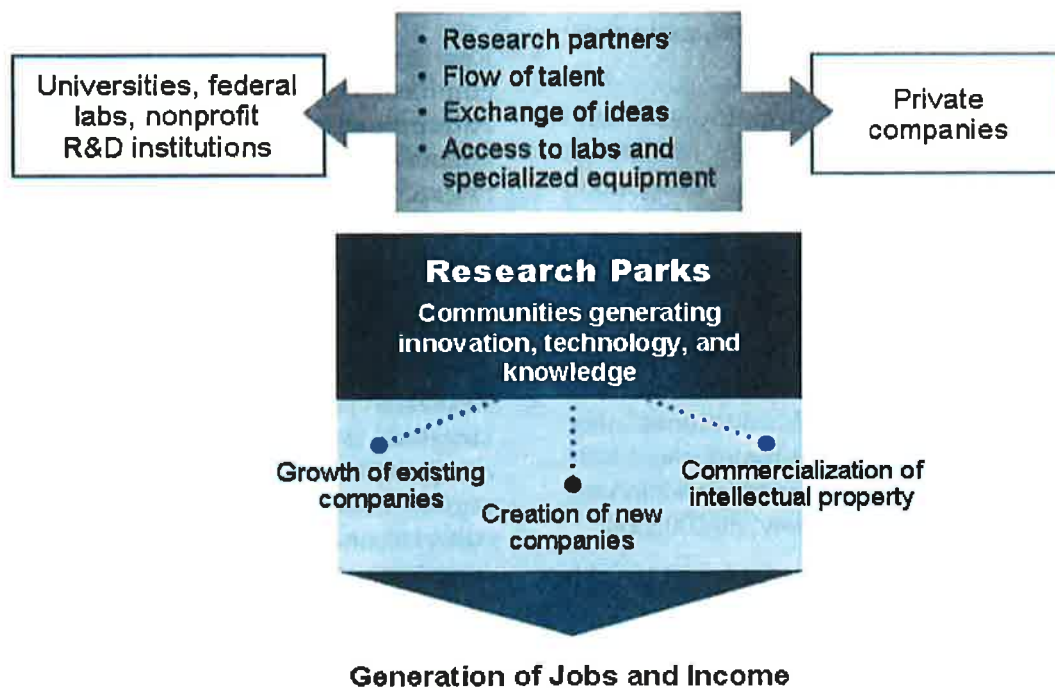 Universities, federal
labs, nonprofit
R&D institutions
• Research partners
• Flow of talent
• Exchange of ideas
• Access to labs and
specialized equipment
Private
companies
Research Parks
Communities generating
innovation, technology, and
knowledge
Growth of existing
companies
Creation of new
companies
Commercialization of
intellectual property
Generation of Jobs and Income